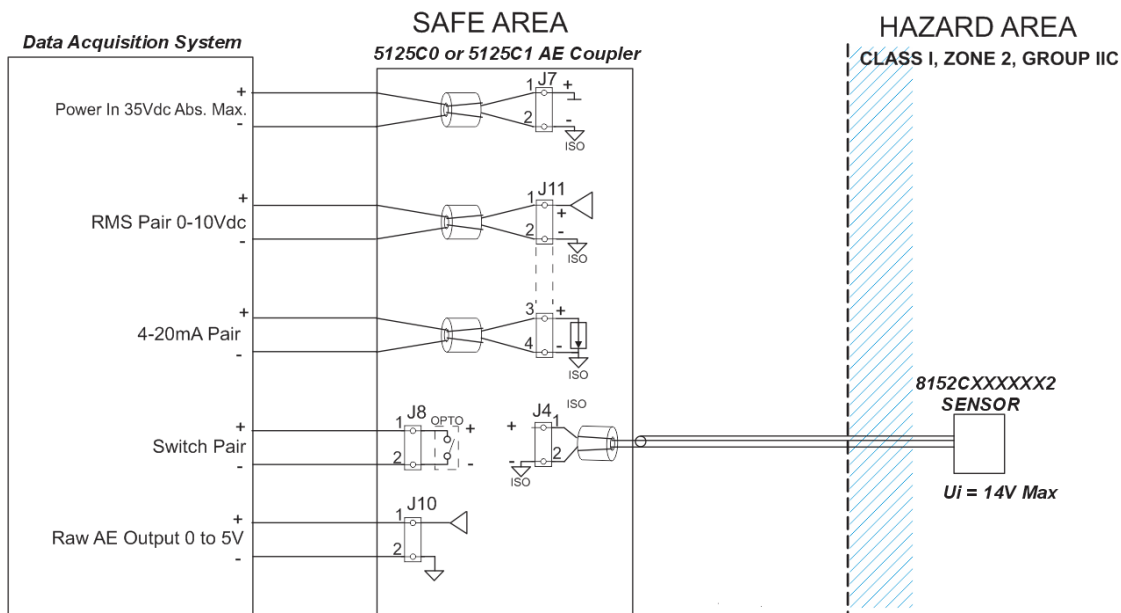 SAFE AREA
HAZARD AREA
Data Acquisition System
5125C0 or 5125C1 AE Coupler
CLASS I, ZONE 2, GROUP IIC
J7
+
1
+
Power In 35Vdc Abs. Max.
-
2
-
ISO
J11
+
1
+
RMS Pair 0-10Vdc
-
2
-
ISO
+
3
+
4-20mA Pair
-
4
-
ISO
8152CXXXXXX2
SENSOR
ISO
J8
OPTO
J4
+
1
+
+
1
Switch Pair
-
2
-
-
2
ISO
Ui = 14V Max
J10
+
1
Raw AE Output 0 to 5V
-
2